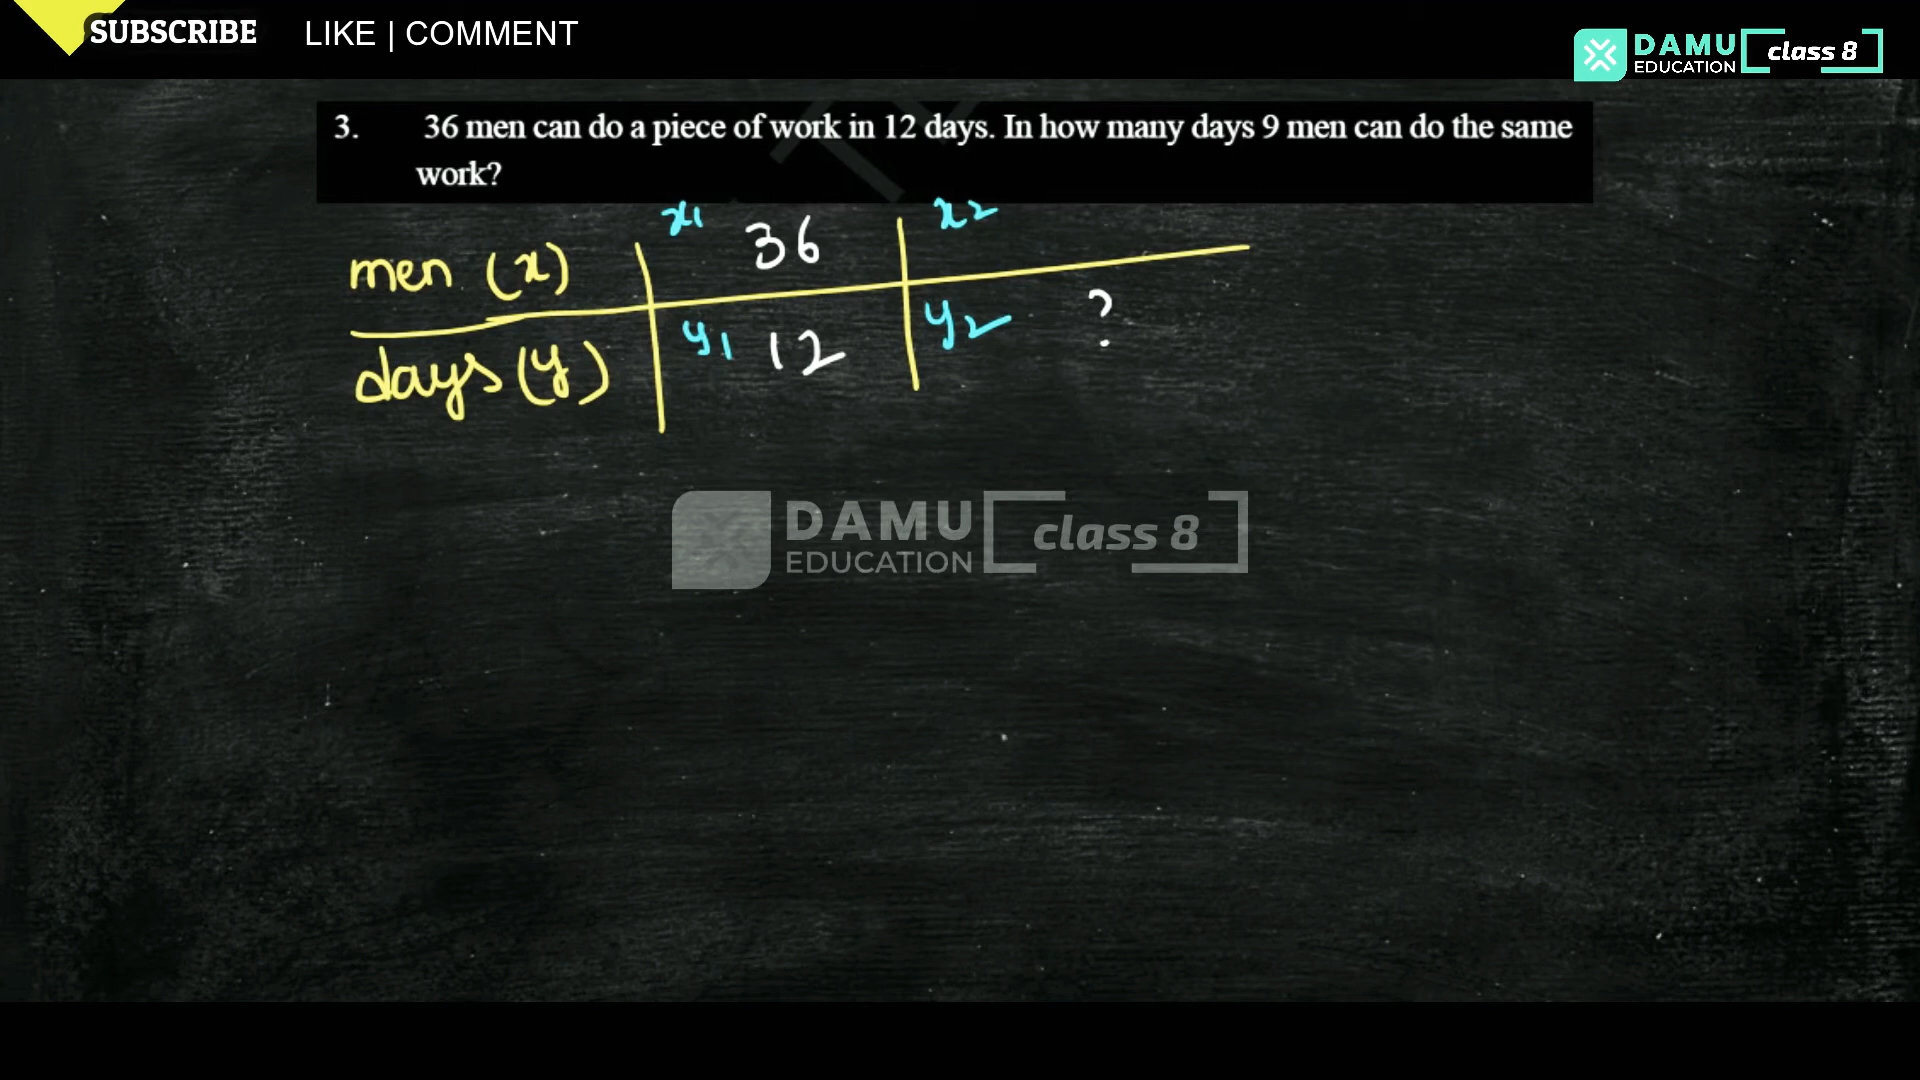 SUBSCRIBE LIKE | COMMENT
DAMU EDUCATION class 8
3. 36 men can do a piece of work in 12 days. In how many days 9 men can do the same
work?
men (x) x1 36 x2
days (y) y1 12 y2 ?
DAMU EDUCATION class 8